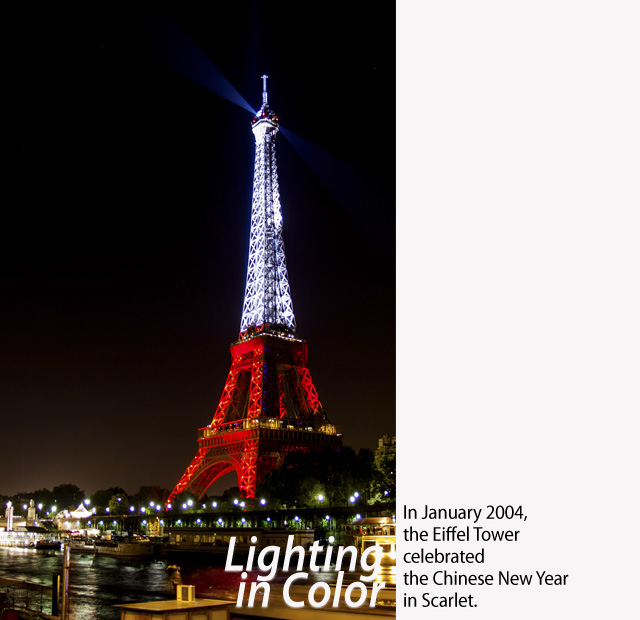 Lighting
in Color
In January 2004,
the Eiffel Tower
celebrated
the Chinese New Year
in Scarlet.